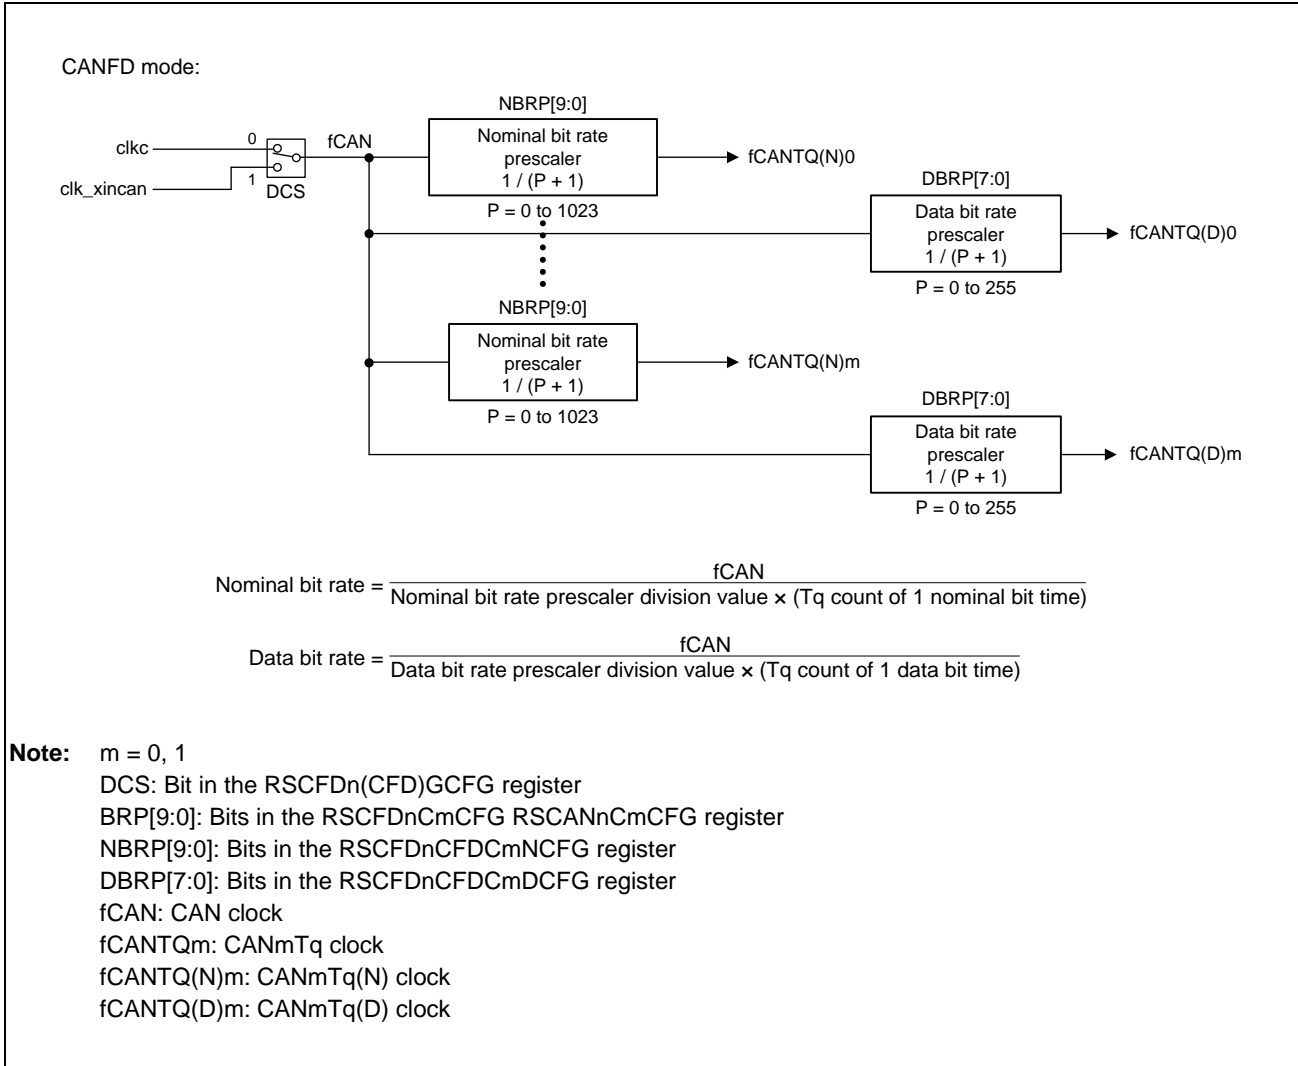 CANFD mode:
NBRP[9:0]
clkc
0
fCAN
Nominal bit rate
prescaler
1 / (P + 1)
fCANTQ(N)0
clk_xincan
1
DCS
P = 0 to 1023
DBRP[7:0]
Data bit rate
prescaler
1 / (P + 1)
fCANTQ(D)0
P = 0 to 255
NBRP[9:0]
Nominal bit rate
prescaler
1 / (P + 1)
fCANTQ(N)m
P = 0 to 1023
DBRP[7:0]
Data bit rate
prescaler
1 / (P + 1)
fCANTQ(D)m
P = 0 to 255
Nominal bit rate =
fCAN
Nominal bit rate prescaler division value × (Tq count of 1 nominal bit time)
Data bit rate =
fCAN
Data bit rate prescaler division value × (Tq count of 1 data bit time)
Note: m = 0, 1
DCS: Bit in the RSCFDn(CFD)GCFG register
BRP[9:0]: Bits in the RSCFDnCmCFG RSCANnCmCFG register
NBRP[9:0]: Bits in the RSCFDnCFDCmNCFG register
DBRP[7:0]: Bits in the RSCFDnCFDCmDCFG register
fCAN: CAN clock
fCANTQm: CANmTq clock
fCANTQ(N)m: CANmTq(N) clock
fCANTQ(D)m: CANmTq(D) clock